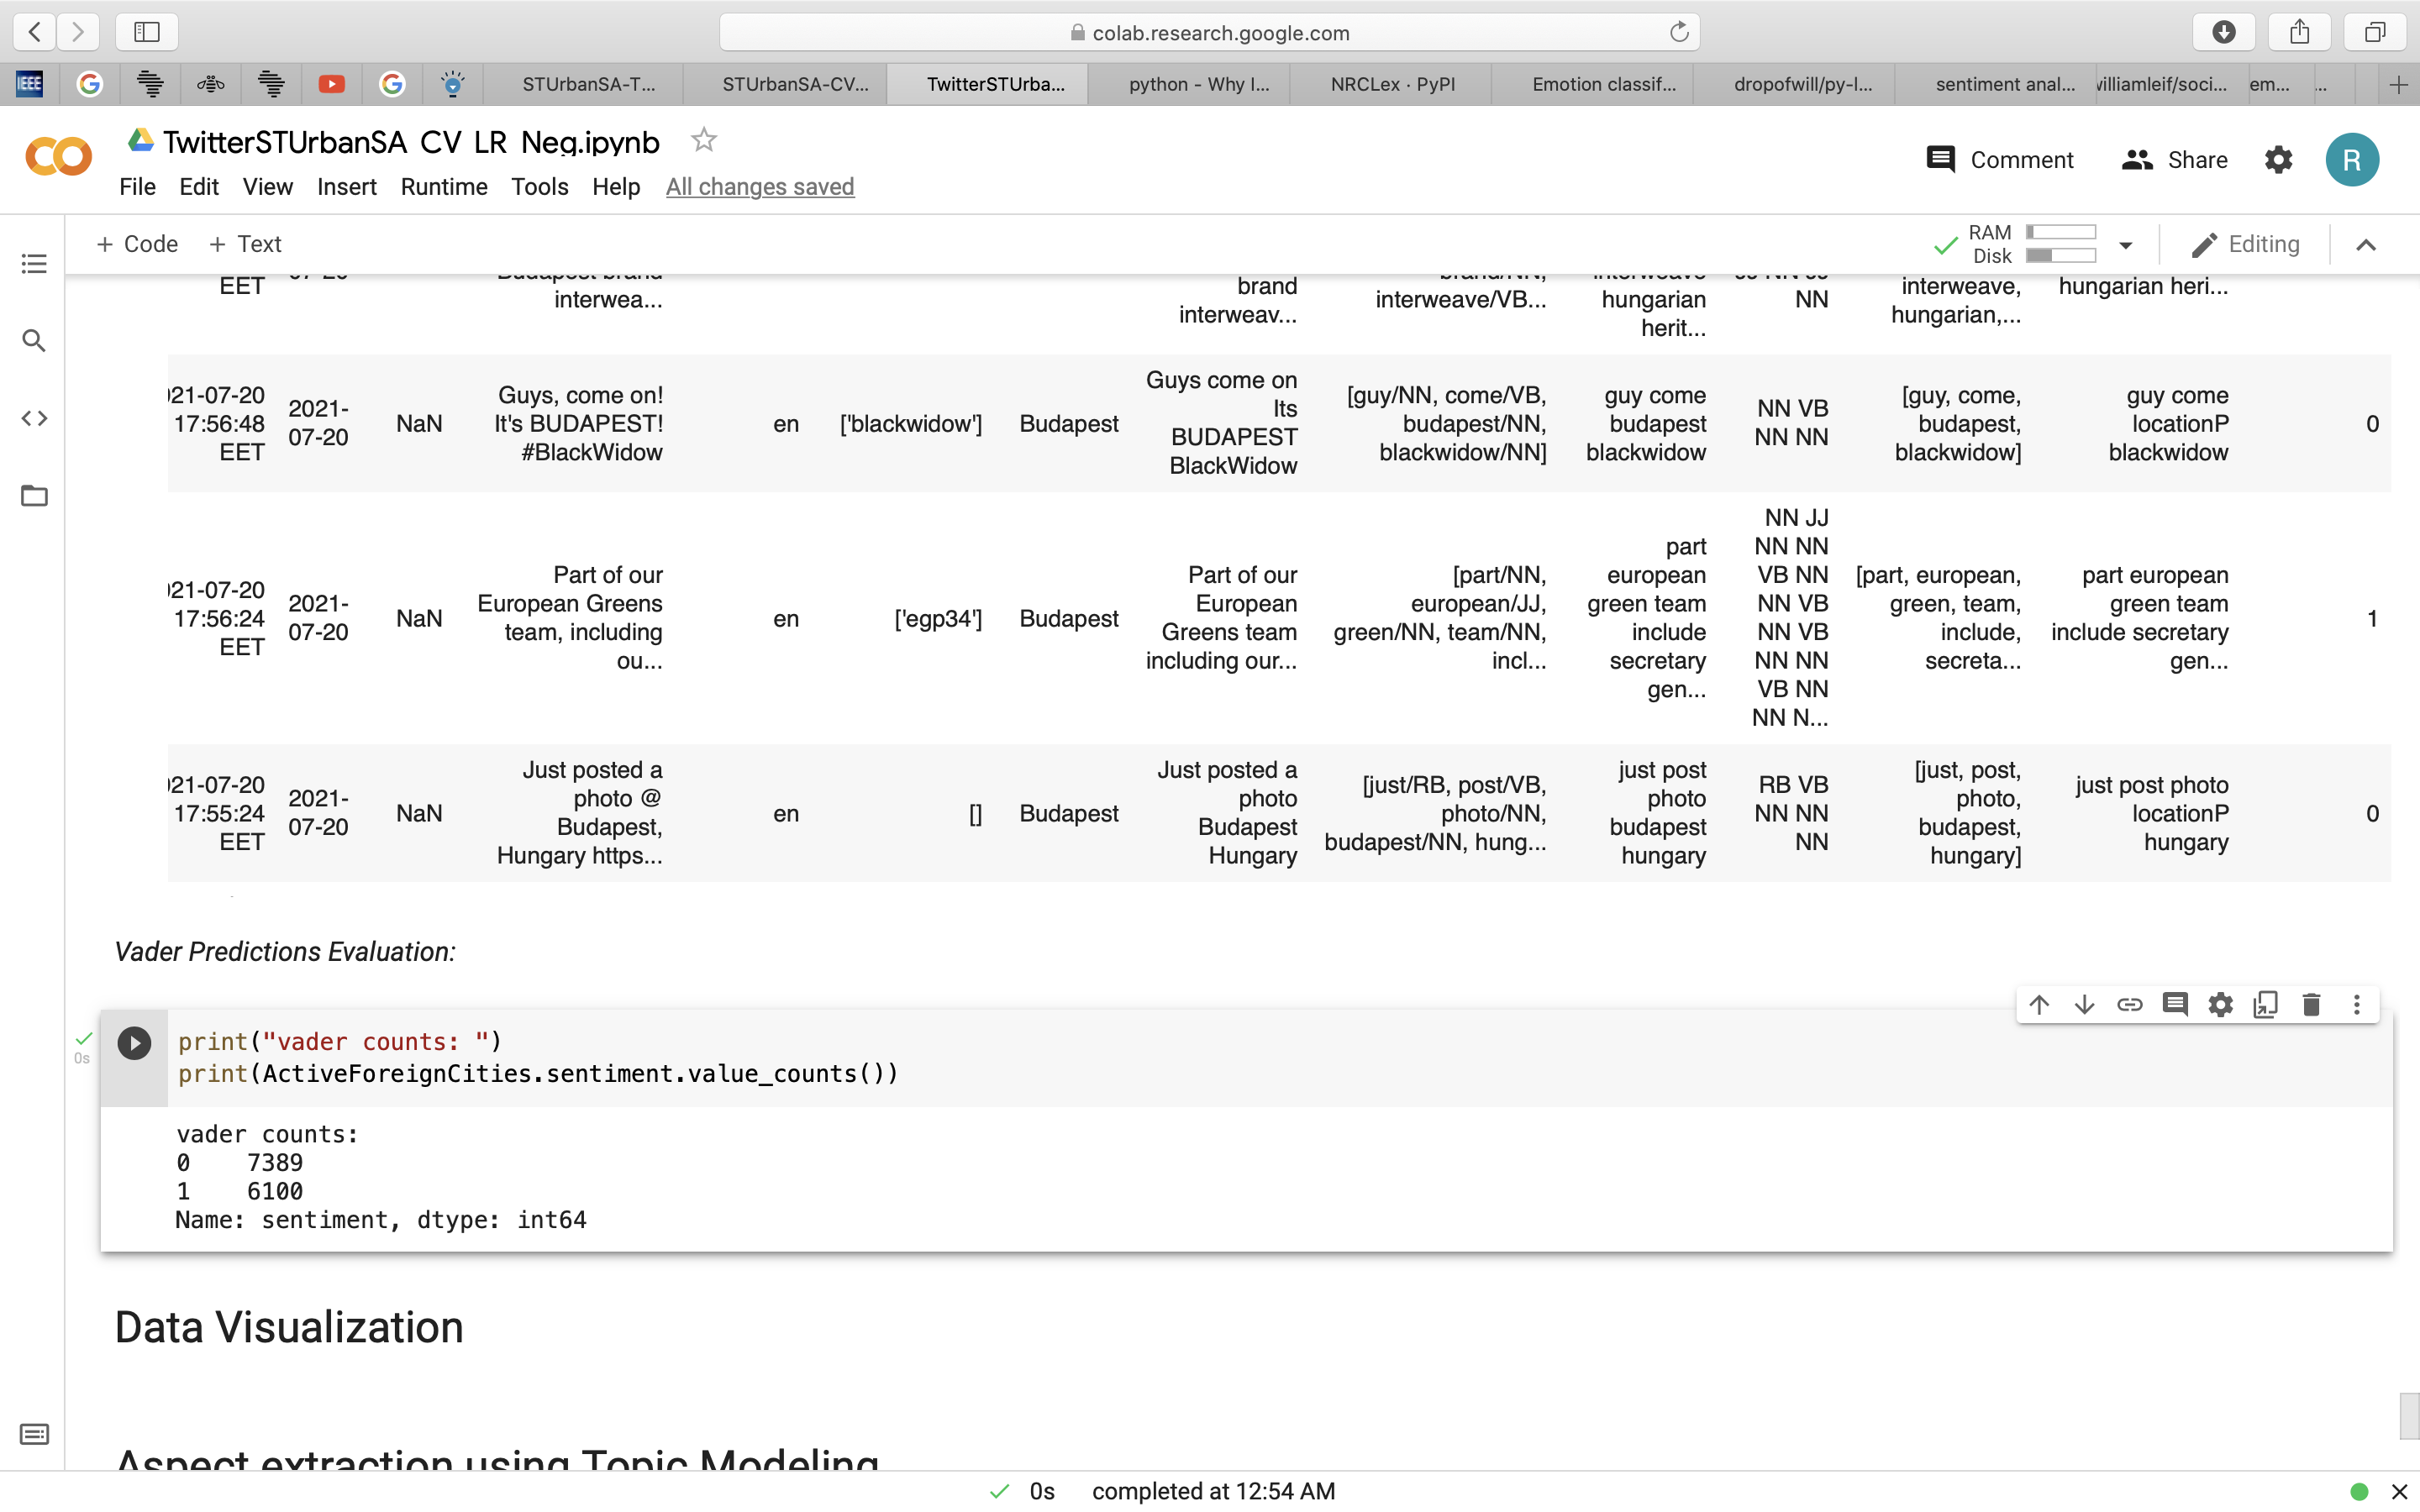 colab.research.google.com
IEEE
STUrbanSA-T...
STUrbanSA-CV...
TwitterSTUrba...
python - Why I...
NRCLex · PyPI
Emotion classif...
dropofwill/py-l...
sentiment anal...
williamleif/soci...
em...
...
TwitterSTUrbanSA_CV_LR_Neg.ipynb
Comment
Share
R
File Edit View Insert Runtime Tools Help All changes saved
+ Code + Text
RAM
Disk
Editing
EET
07-20
Budapest brand
interwea...
brand
interweav...
brand/NN,
interweave/VB...
interweave
hungarian
herit...
JJ NN JJ
NN
interweave,
hungarian,...
hungarian heri...
21-07-20
17:56:48
EET
2021-
07-20
NaN
Guys, come on!
It's BUDAPEST!
#BlackWidow
en
['blackwidow']
Budapest
Guys come on
Its
BUDAPEST
BlackWidow
[guy/NN, come/VB,
budapest/NN,
blackwidow/NN]
guy come
budapest
blackwidow
NN VB
NN NN
[guy, come,
budapest,
blackwidow]
guy come
locationP
blackwidow
0
21-07-20
17:56:24
EET
2021-
07-20
NaN
Part of our
European Greens
team, including
ou...
en
['egp34']
Budapest
Part of our
European
Greens team
including our...
[part/NN,
european/JJ,
green/NN, team/NN,
incl...
part
european
green team
include
secretary
gen...
NN JJ
NN NN
VB NN
NN VB
NN VB
NN NN
VB NN
NN N...
[part, european,
green, team,
include,
secreta...
part european
green team
include secretary
gen...
1
21-07-20
17:55:24
EET
2021-
07-20
NaN
Just posted a
photo @
Budapest,
Hungary https...
en
[]
Budapest
Just posted a
photo
Budapest
Hungary
[just/RB, post/VB,
photo/NN,
budapest/NN, hung...
just post
photo
budapest
hungary
RB VB
NN NN
NN
[just, post,
photo,
budapest,
hungary]
just post photo
locationP
hungary
0
Vader Predictions Evaluation:
0s
print("vader counts: ")
print(ActiveForeignCities.sentiment.value_counts())
vader counts:
0 7389
1 6100
Name: sentiment, dtype: int64
Data Visualization
Aspect extraction using Topic Modeling
0s completed at 12:54 AM